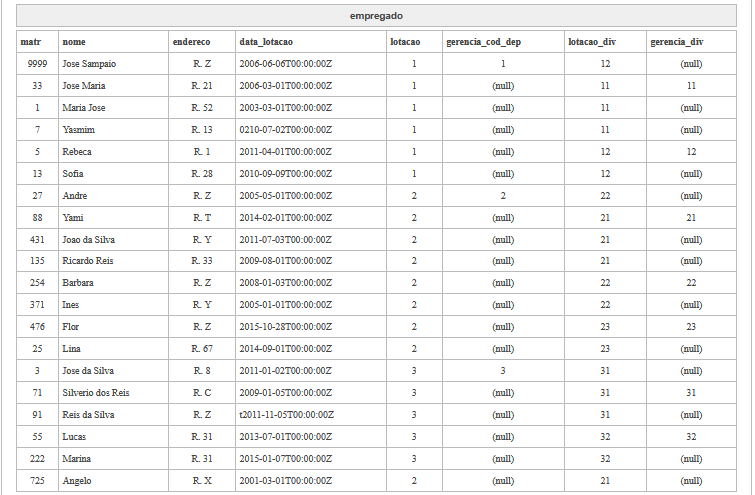 empregado
matr nome endereco data_lotacao lotacao gerencia_cod_dep lotacao_div gerencia_div
9999 Jose Sampaio R. Z 2006-06-06T00:00:00Z 1 1 12 (null)
33 Jose Maria R. 21 2006-03-01T00:00:00Z 1 (null) 11 11
1 Maria Jose R. 52 2003-03-01T00:00:00Z 1 (null) 11 (null)
7 Yasmim R. 13 0210-07-02T00:00:00Z 1 (null) 11 (null)
5 Rebeca R. 1 2011-04-01T00:00:00Z 1 (null) 12 12
13 Sofia R. 28 2010-09-09T00:00:00Z 1 (null) 12 (null)
27 Andre R. Z 2005-05-01T00:00:00Z 2 2 22 (null)
88 Yami R. T 2014-02-01T00:00:00Z 2 (null) 21 21
431 Joao da Silva R. Y 2011-07-03T00:00:00Z 2 (null) 21 (null)
135 Ricardo Reis R. 33 2009-08-01T00:00:00Z 2 (null) 21 (null)
254 Barbara R. Z 2008-01-03T00:00:00Z 2 (null) 22 22
371 Ines R. Y 2005-01-01T00:00:00Z 2 (null) 22 (null)
476 Flor R. Z 2015-10-28T00:00:00Z 2 (null) 23 23
25 Lina R. 67 2014-09-01T00:00:00Z 2 (null) 23 (null)
3 Jose da Silva R. 8 2011-01-02T00:00:00Z 3 3 31 (null)
71 Silverio dos Reis R. C 2009-01-05T00:00:00Z 3 (null) 31 31
91 Reis da Silva R. Z t2011-11-05T00:00:00Z 3 (null) 31 (null)
55 Lucas R. 31 2013-07-01T00:00:00Z 3 (null) 32 32
222 Marina R. 31 2015-01-07T00:00:00Z 3 (null) 32 (null)
725 Angelo R. X 2001-03-01T00:00:00Z 2 (null) 21 (null)